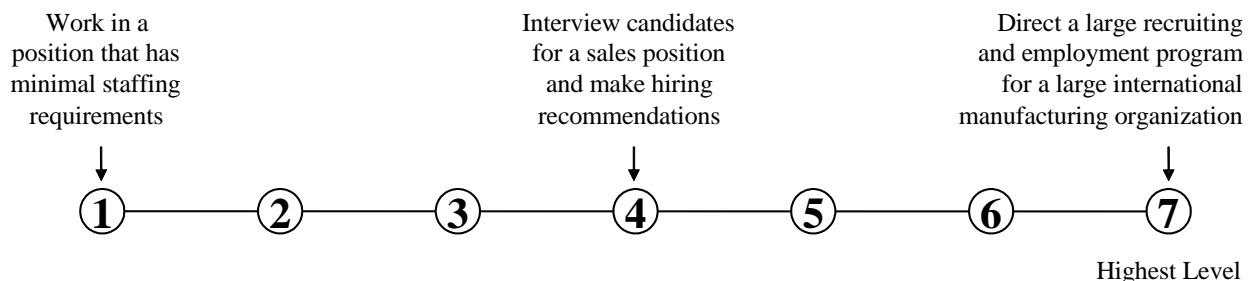 Work in a
position that has
minimal staffing
requirements
Interview candidates
for a sales position
and make hiring
recommendations
Direct a large recruiting
and employment program
for a large international
manufacturing organization
1 2 3 4 5 6 7
Highest Level